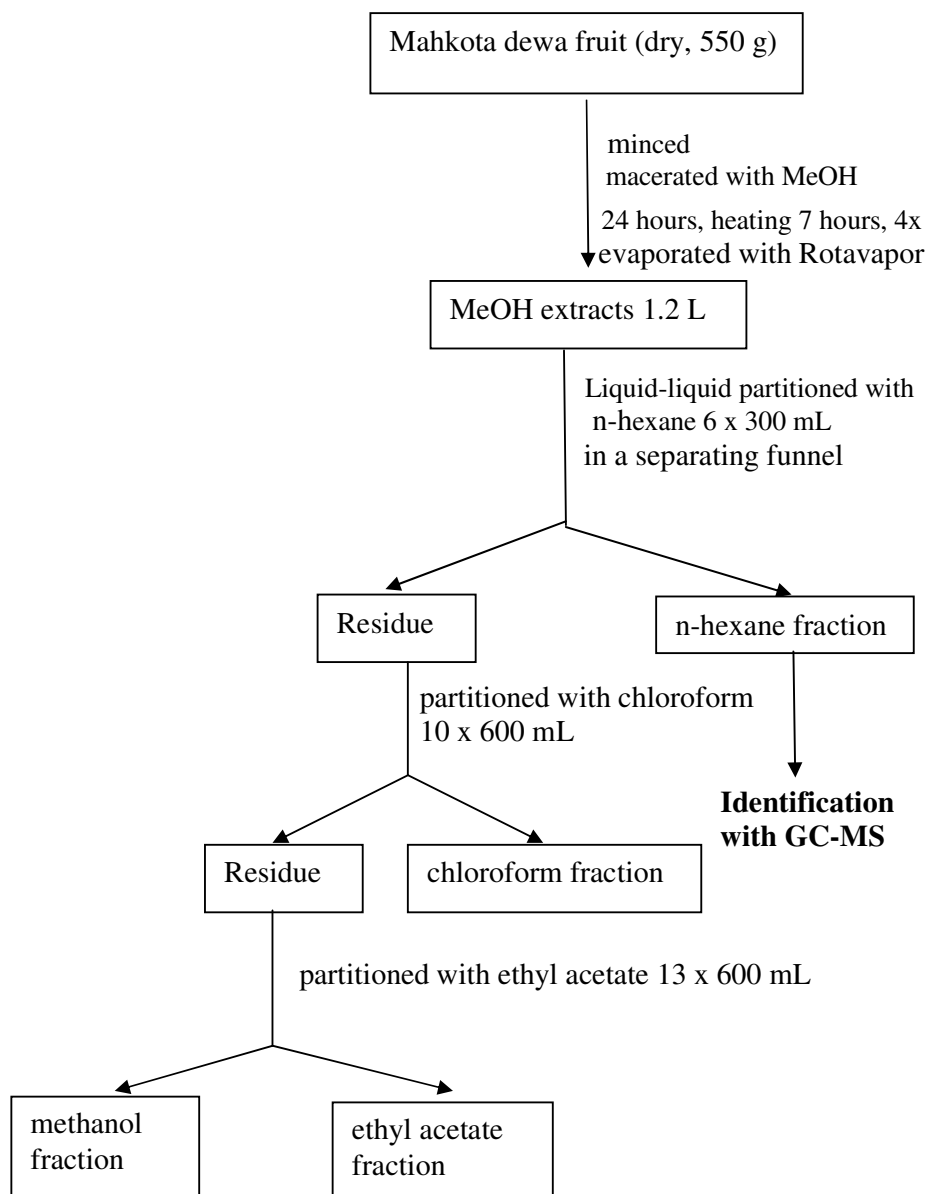 Mahkota dewa fruit (dry, 550 g)
minced
macerated with MeOH
24 hours, heating 7 hours, 4x
evaporated with Rotavapor
MeOH extracts 1.2 L
Liquid-liquid partitioned with
n-hexane 6 x 300 mL
in a separating funnel
Residue
n-hexane fraction
partitioned with chloroform
10 x 600 mL
Identification
with GC-MS
Residue
chloroform fraction
partitioned with ethyl acetate 13 x 600 mL
methanol
fraction
ethyl acetate
fraction